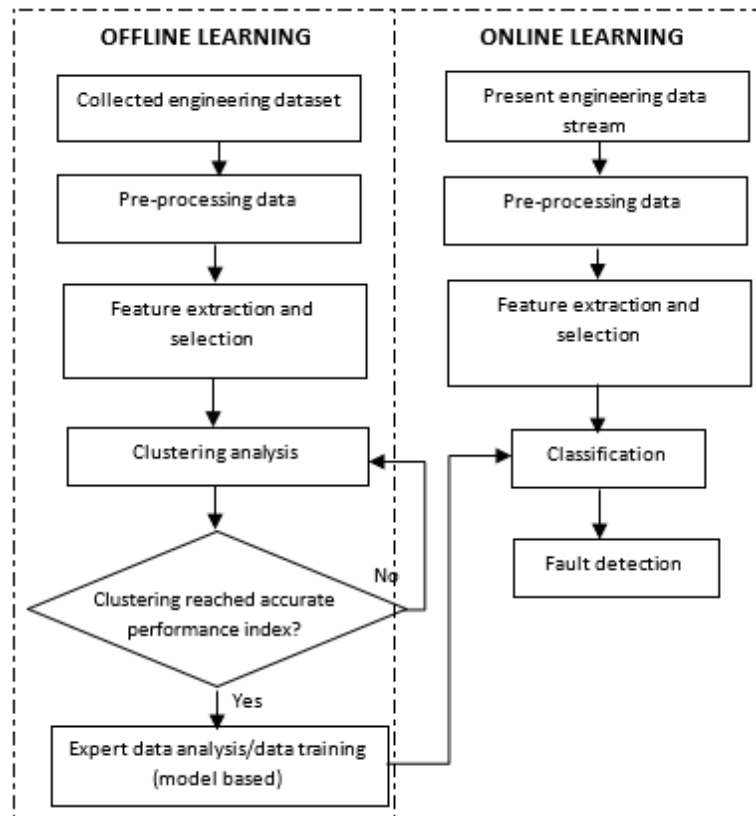 OFFLINE LEARNING
Collected engineering dataset
Pre-processing data
Feature extraction and
selection
Clustering analysis
No
Clustering reached accurate
performance index?
Yes
Expert data analysis/data training
(model based)
ONLINE LEARNING
Present engineering data
stream
Pre-processing data
Feature extraction and
selection
Classification
Fault detection